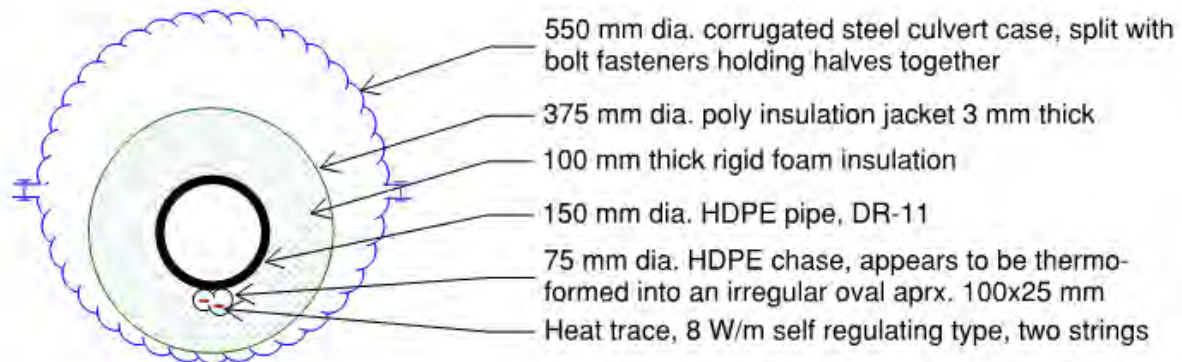 550 mm dia. corrugated steel culvert case, split with
bolt fasteners holding halves together
375 mm dia. poly insulation jacket 3 mm thick
100 mm thick rigid foam insulation
150 mm dia. HDPE pipe, DR-11
75 mm dia. HDPE chase, appears to be thermo-
formed into an irregular oval aprx. 100x25 mm
Heat trace, 8 W/m self regulating type, two strings